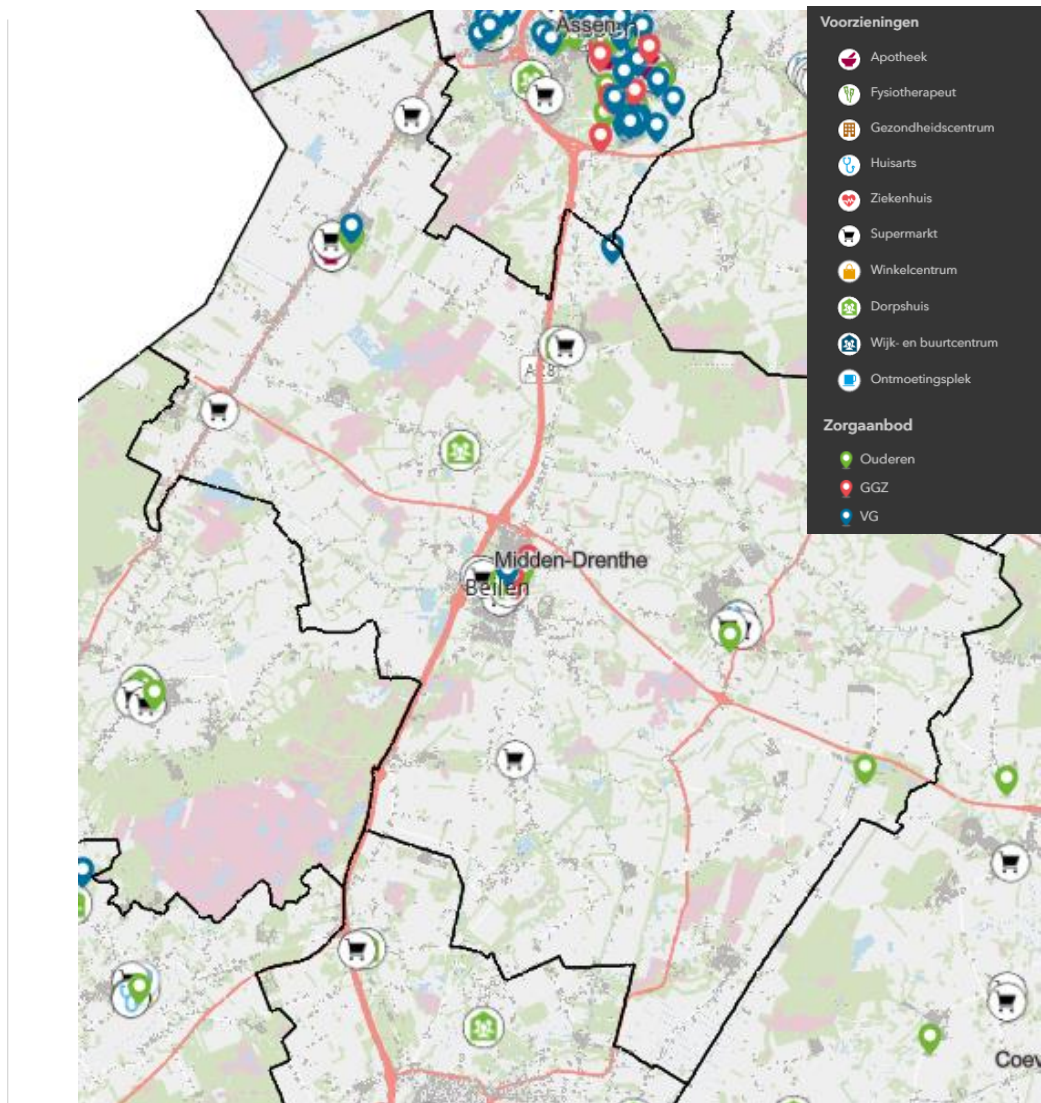 Assen
A28
Midden-Drenthe
Beilen
Coev
Voorzieningen
Apotheek
Fysiotherapeut
Gezondheidscentrum
Huisarts
Ziekenhuis
Supermarkt
Winkelcentrum
Dorpshuis
Wijk- en buurtcentrum
Ontmoetingsplek
Zorgaanbod
Ouderen
GGZ
VG